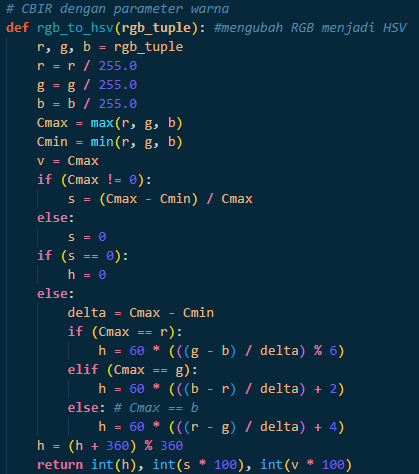 # CBIR dengan parameter warna
def rgb_to_hsv(rgb_tuple): #mengubah RGB menjadi HSV
    r, g, b = rgb_tuple
    r = r / 255.0
    g = g / 255.0
    b = b / 255.0
    Cmax = max(r, g, b)
    Cmin = min(r, g, b)
    v = Cmax
    if (Cmax != 0):
        s = (Cmax - Cmin) / Cmax
    else:
        s = 0
    if (s == 0):
        h = 0
    else:
        delta = Cmax - Cmin
        if (Cmax == r):
            h = 60 * (((g - b) / delta) % 6)
        elif (Cmax == g):
            h = 60 * (((b - r) / delta) + 2)
        else: # Cmax == b
            h = 60 * (((r - g) / delta) + 4)
    h = (h + 360) % 360
    return int(h), int(s * 100), int(v * 100)